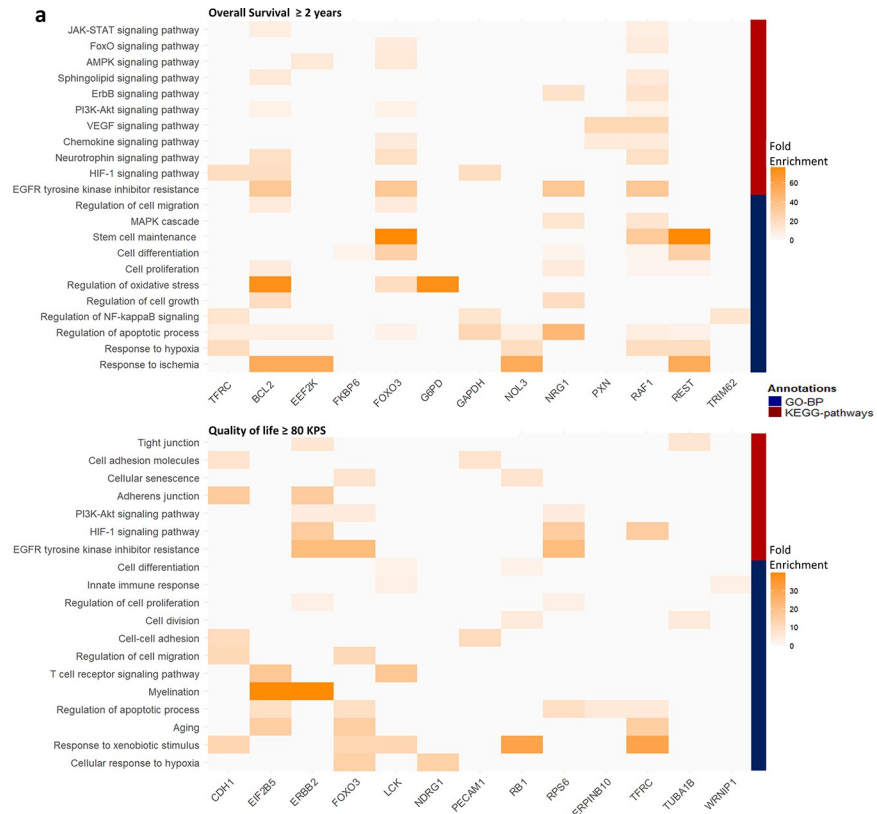 a
Overall Survival ≥ 2 years
JAK-STAT signaling pathway
FoxO signaling pathway
AMPK signaling pathway
Sphingolipid signaling pathway
ErbB signaling pathway
PI3K-Akt signaling pathway
VEGF signaling pathway
Chemokine signaling pathway
Neurotrophin signaling pathway
HIF-1 signaling pathway
EGFR tyrosine kinase inhibitor resistance
Regulation of cell migration
MAPK cascade
Stem cell maintenance
Cell differentiation
Cell proliferation
Regulation of oxidative stress
Regulation of cell growth
Regulation of NF-kappaB signaling
Regulation of apoptotic process
Response to hypoxia
Response to ischemia
TFRC BCL2 EEF2K FKBP6 FOXO3 G6PD GAPDH NOL3 NRG1 PXN RAF1 REST TRIM62
Fold
Enrichment
60
40
20
0
Annotations
GO-BP
KEGG-pathways
Quality of life ≥ 80 KPS
Tight junction
Cell adhesion molecules
Cellular senescence
Adherens junction
PI3K-Akt signaling pathway
HIF-1 signaling pathway
EGFR tyrosine kinase inhibitor resistance
Cell differentiation
Innate immune response
Regulation of cell proliferation
Cell division
Cell-cell adhesion
Regulation of cell migration
T cell receptor signaling pathway
Myelination
Regulation of apoptotic process
Aging
Response to xenobiotic stimulus
Cellular response to hypoxia
CDH1 EIF2B5 ERBB2 FOXO3 LCK NDRG1 PECAM1 RB1 RPS6 ERPINB10 TFRC TUBA1B WRNIP1
Fold
Enrichment
30
20
10
0